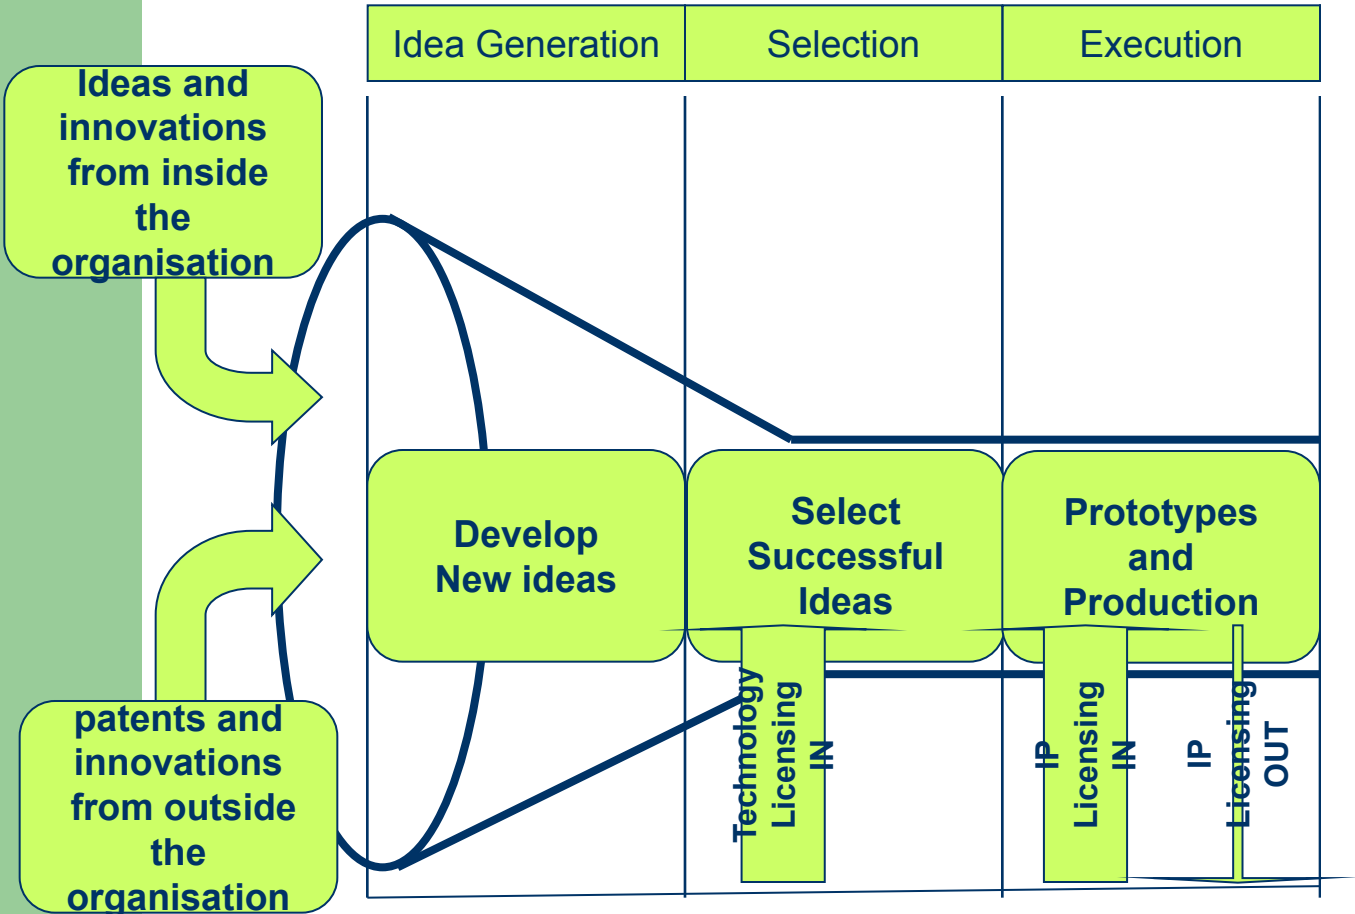 Idea Generation
Selection
Execution
Ideas and
innovations
from inside
the
organisation
Develop
New ideas
Select
Successful
Ideas
Prototypes
and
Production
patents and
innovations
from outside
the
organisation
Technology
Licensing
IN
IP
Licensing
IN
IP
Licensing
OUT